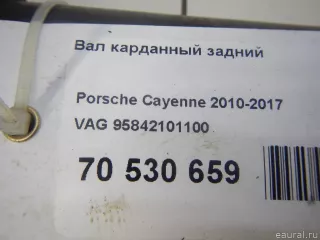 Вал карданный задний
Porsche Cayenne 2010-2017
VAG 95842101100
70 530 659
eaural.ru